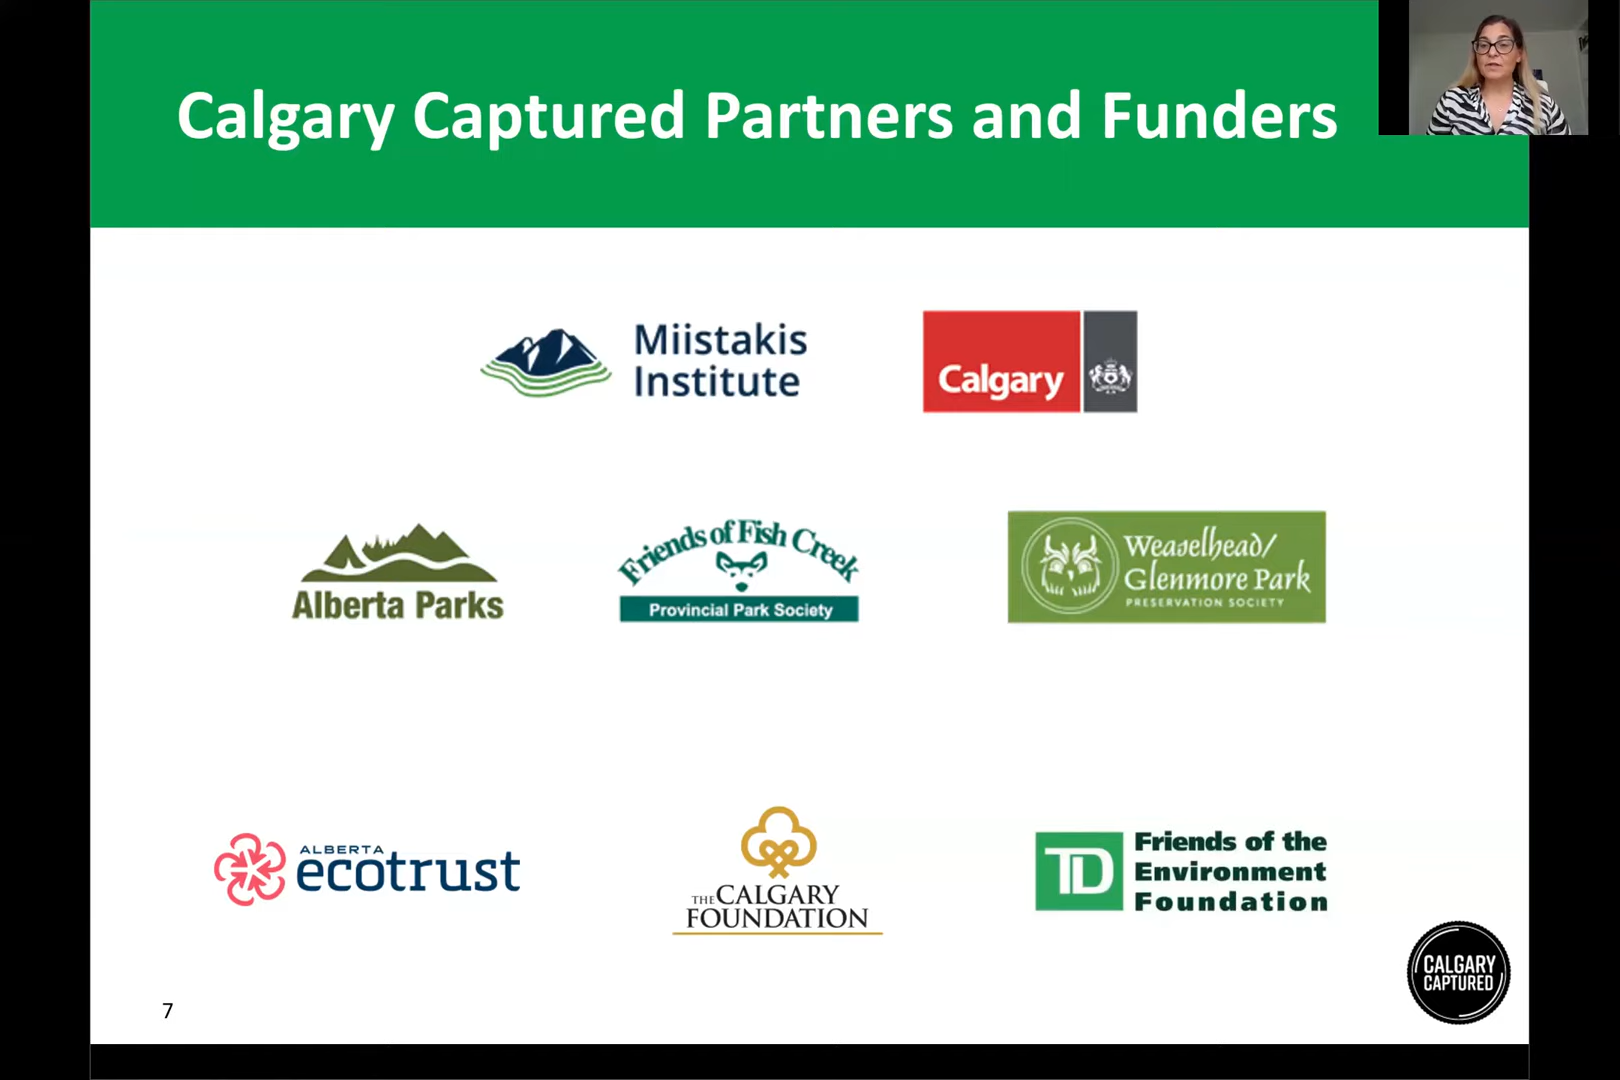 Calgary Captured Partners and Funders
Miistakis
Institute
Calgary
Alberta Parks
Friends of Fish Creek
Provincial Park Society
Weaselhead/
Glenmore Park
PRESERVATION SOCIETY
ALBERTA
ecotrust
THE CALGARY
FOUNDATION
TD
Friends of the
Environment
Foundation
CALGARY
CAPTURED
7